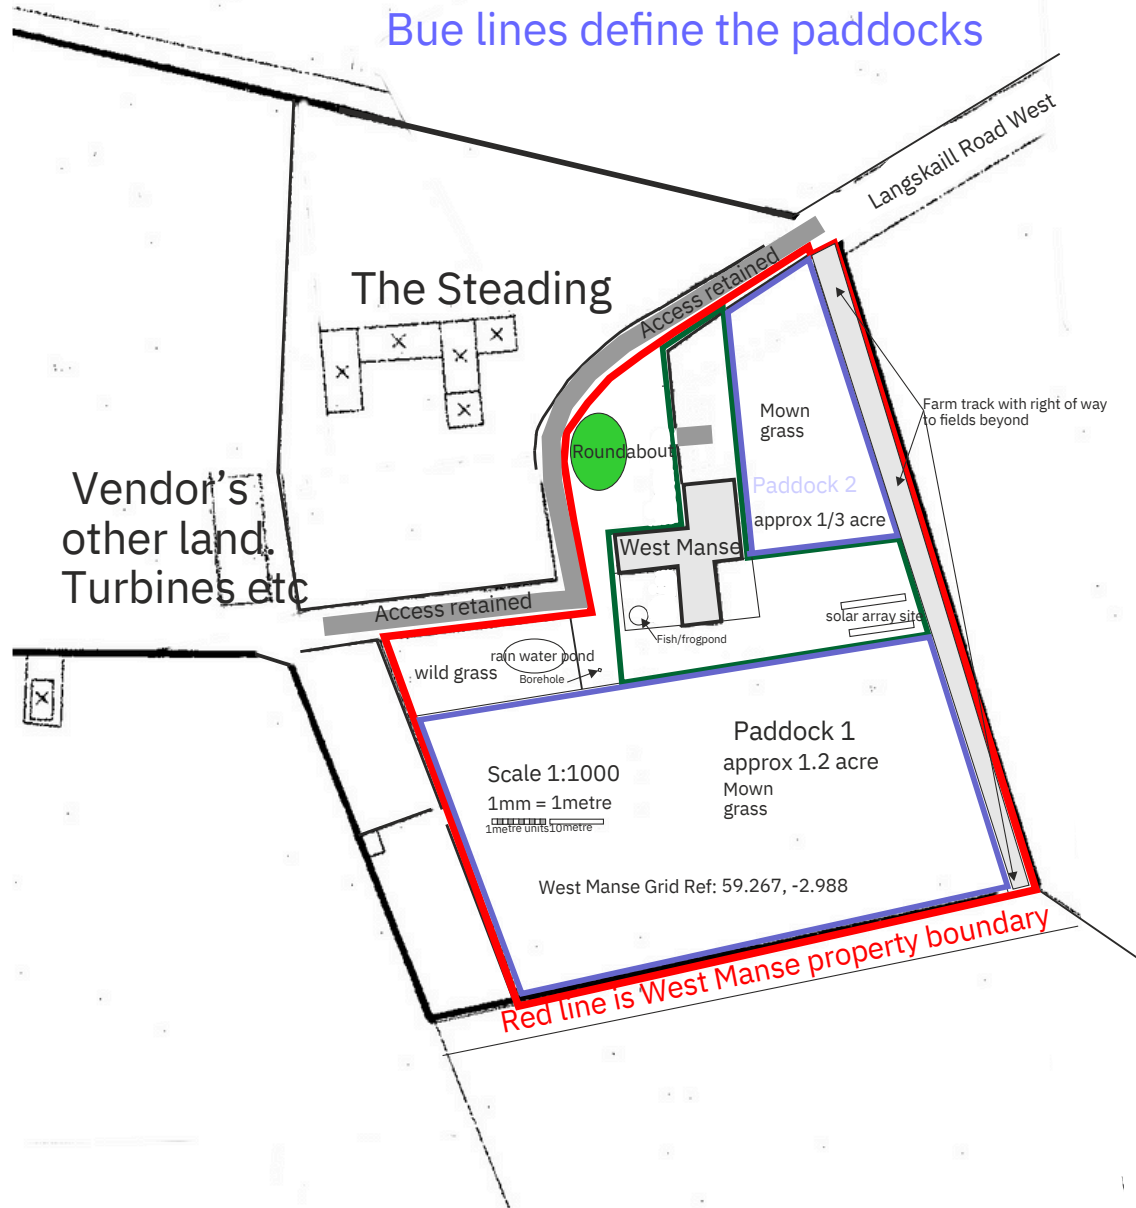 Bue lines define the paddocks
Langskaill Road West
Access retained
The Steading
Farm track with right of way
to fields beyond
Mown
grass
Roundabout
Paddock 2
approx 1/3 acre
Vendor's
other land.
Turbines etc
West Manse
Access retained
solar array site
Fish/frogpond
rain water pond
wild grass
Borehole
Paddock 1
approx 1.2 acre
Mown
grass
Scale 1:1000
1mm = 1metre
1metre units
10metre
West Manse Grid Ref: 59.267, -2.988
Red line is West Manse property boundary